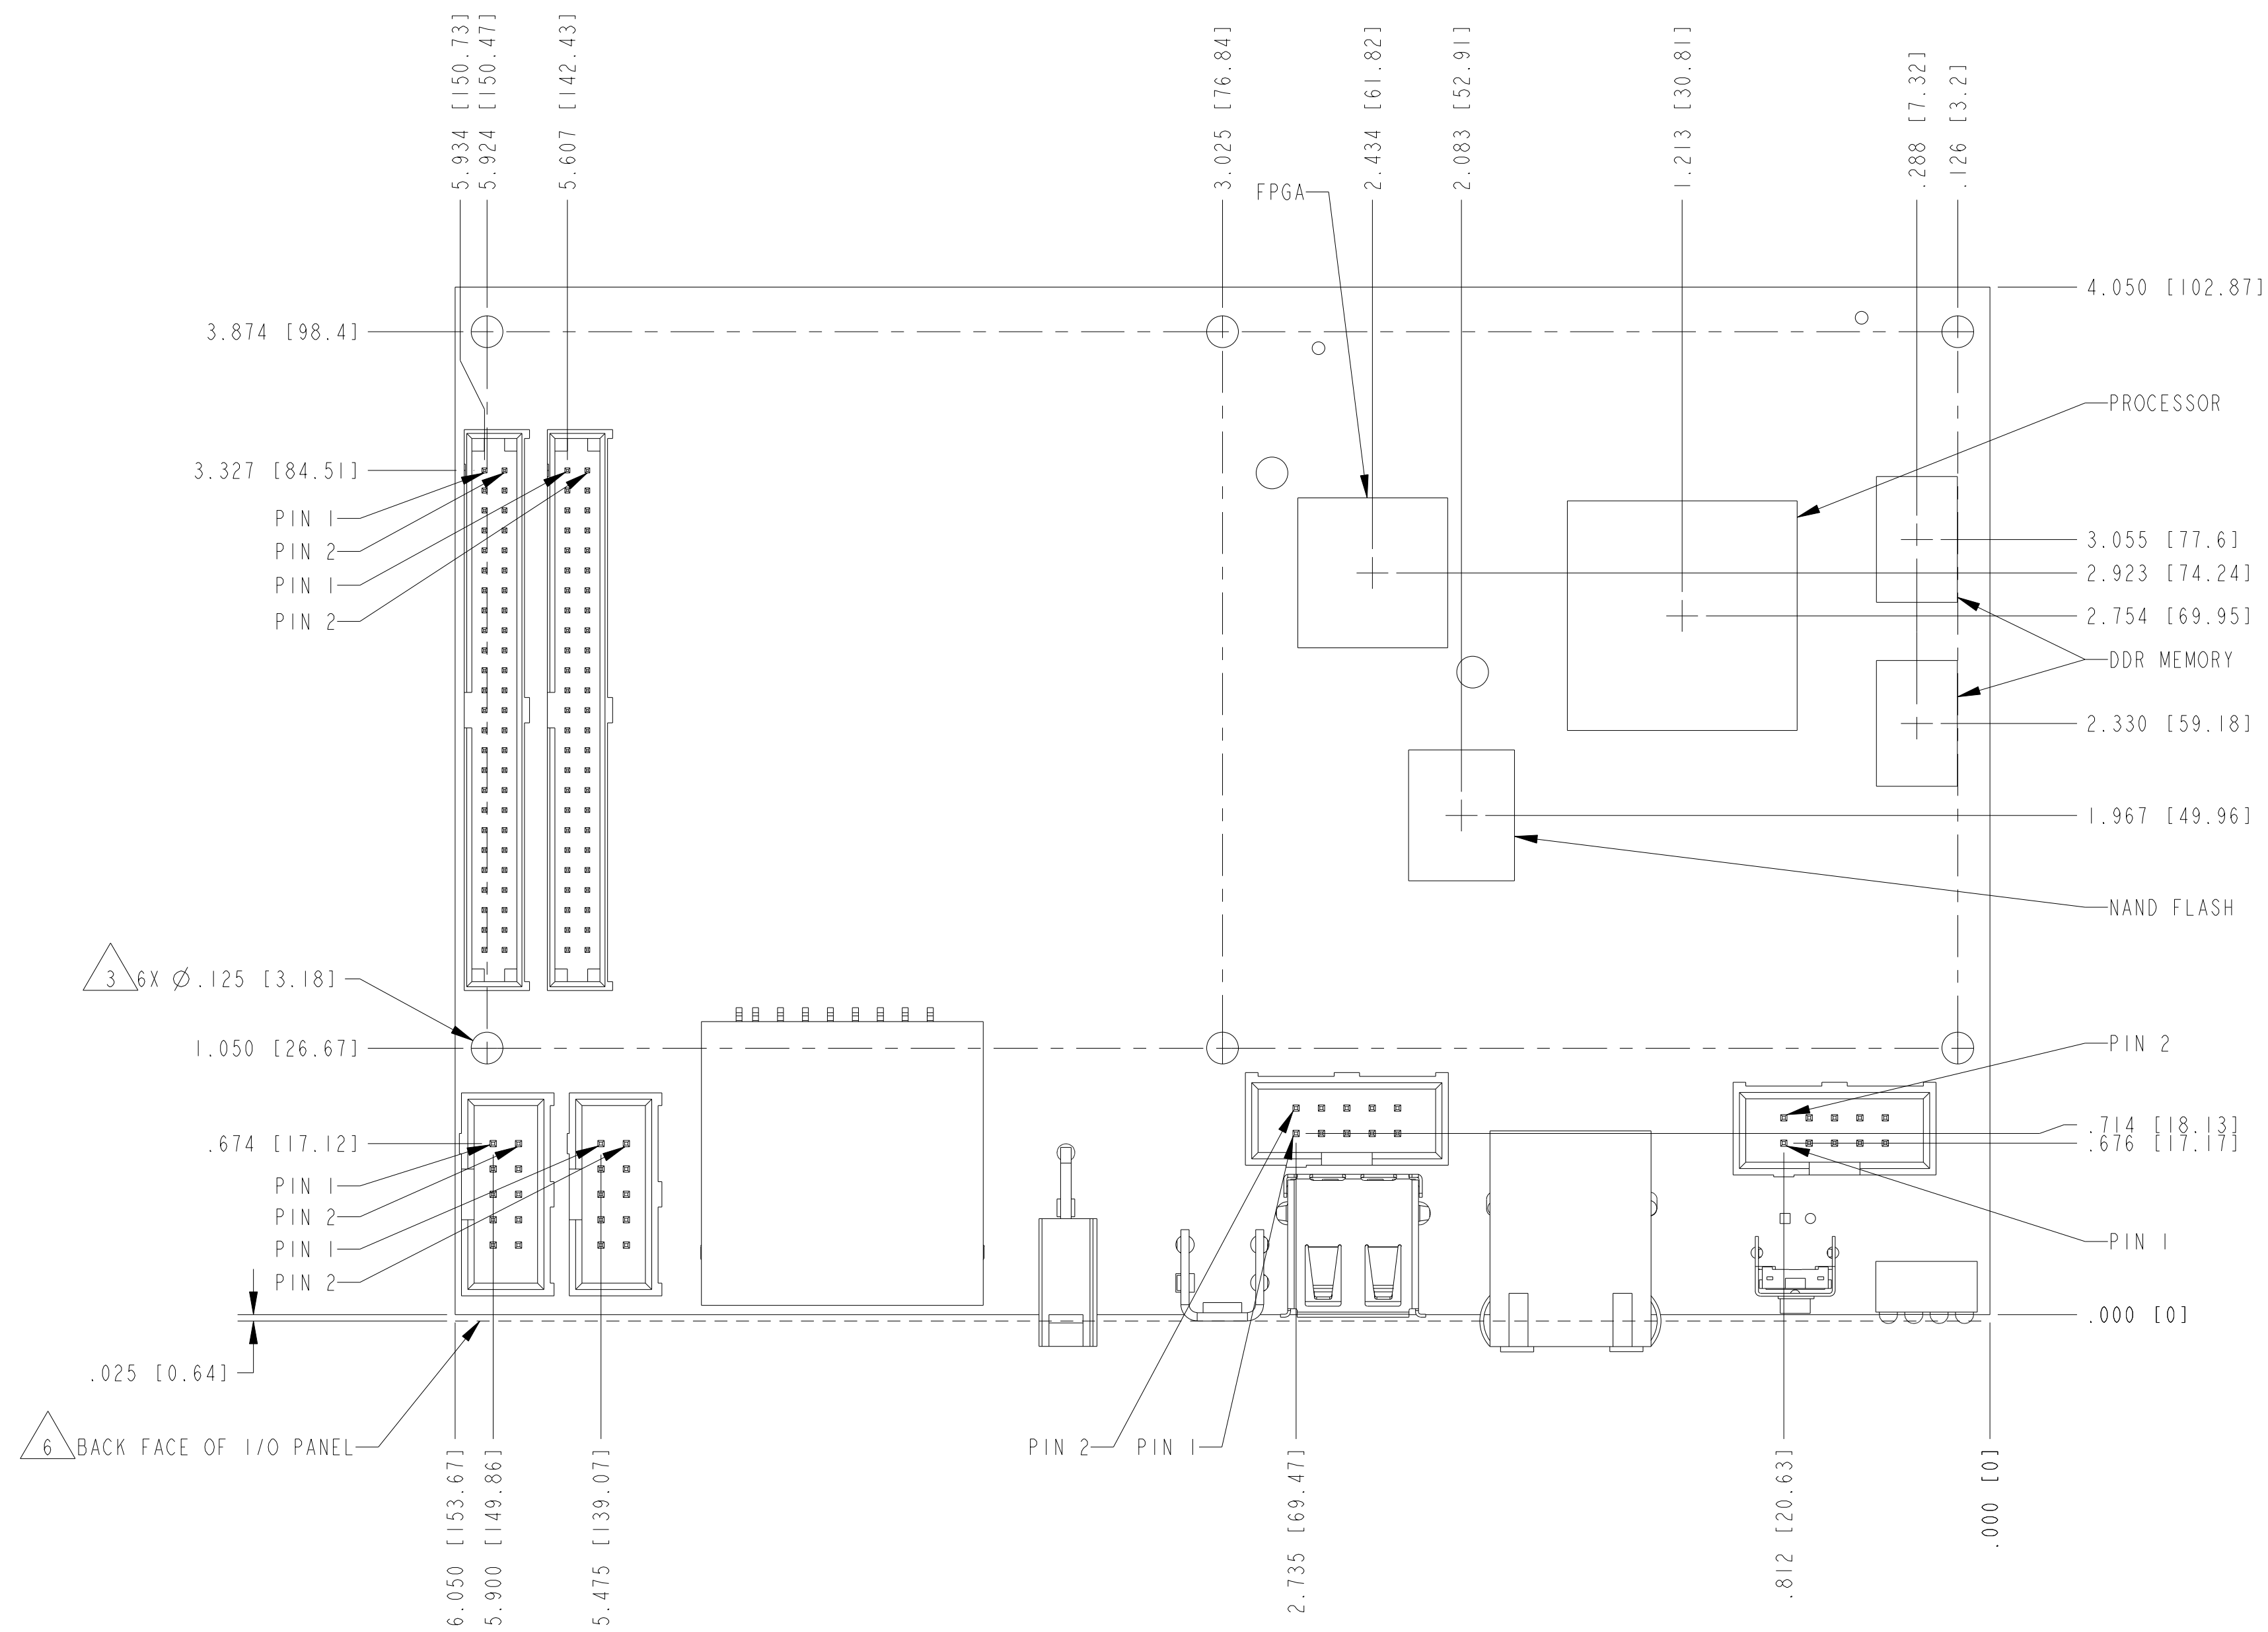 5.934 [150.73]
5.924 [150.47]
5.607 [142.43]
3.025 [76.84]
2.434 [61.82]
2.083 [52.91]
1.213 [30.81]
.288 [7.32]
.126 [3.2]
FPGA
4.050 [102.87]
3.874 [98.4]
PROCESSOR
3.327 [84.51]
PIN 1
PIN 2
PIN 1
PIN 2
3.055 [77.6]
2.923 [74.24]
2.754 [69.95]
DDR MEMORY
2.330 [59.18]
1.967 [49.96]
NAND FLASH
3 6X Ø.125 [3.18]
1.050 [26.67]
PIN 2
.714 [18.13]
.676 [17.17]
.674 [17.12]
PIN 1
PIN 2
PIN 1
PIN 2
PIN 1
.000 [0]
.025 [0.64]
6 BACK FACE OF I/O PANEL
PIN 2
PIN 1
6.050 [153.67]
5.900 [149.86]
5.475 [139.07]
2.735 [69.47]
.812 [20.63]
.000 [0]